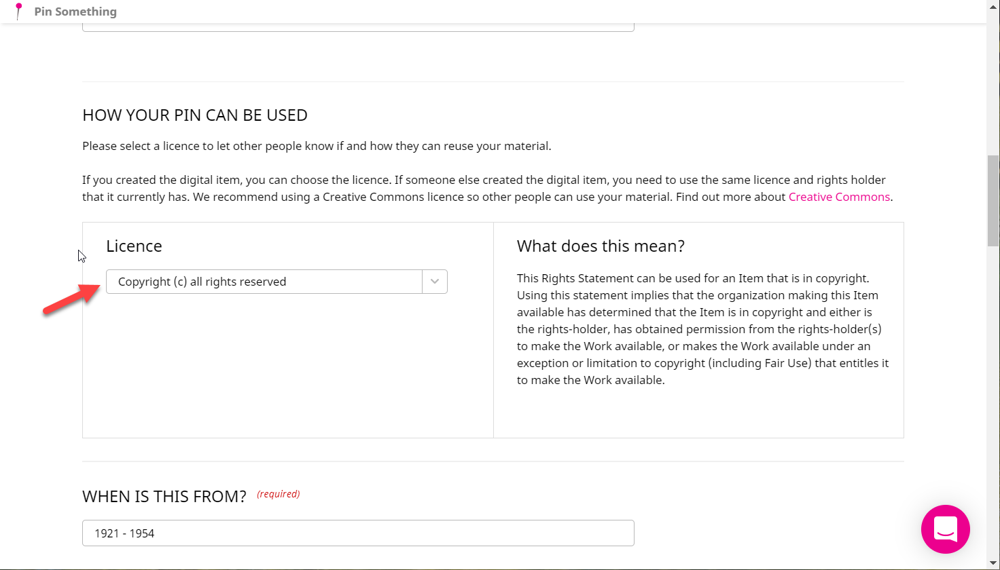 Pin Something
HOW YOUR PIN CAN BE USED
Please select a licence to let other people know if and how they can reuse your material.
If you created the digital item, you can choose the licence. If someone else created the digital item, you need to use the same licence and rights holder
that it currently has. We recommend using a Creative Commons licence so other people can use your material. Find out more about Creative Commons.
Licence
Copyright (c) all rights reserved
What does this mean?
This Rights Statement can be used for an Item that is in copyright.
Using this statement implies that the organization making this Item
available has determined that the Item is in copyright and either is
the rights-holder, has obtained permission from the rights-holder(s)
to make the Work available, or makes the Work available under an
exception or limitation to copyright (including Fair Use) that entitles it
to make the Work available.
WHEN IS THIS FROM? (required)
1921 - 1954